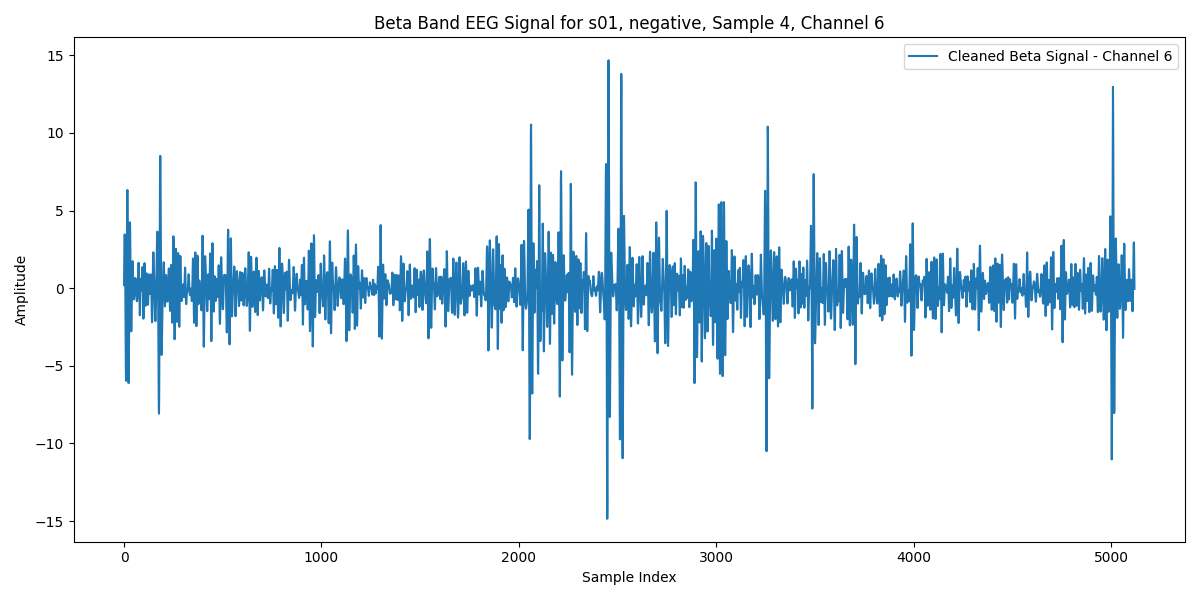 Beta Band EEG Signal for s01, negative, Sample 4, Channel 6
Cleaned Beta Signal - Channel 6
Amplitude
15
10
5
0
−5
−10
−15
0 1000 2000 3000 4000 5000
Sample Index